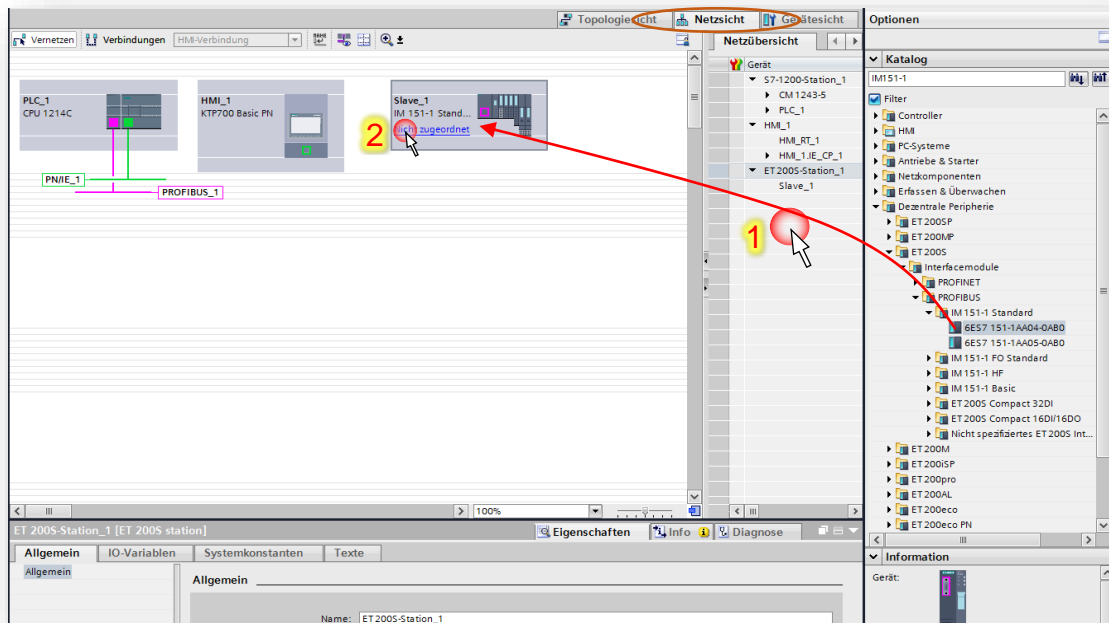 Topologiesicht Netzsicht Gerätesicht
Optionen
Vernetzen Verbindungen HMI-Verbindung
Netzübersicht
Katalog
IM151-1
Filter
Controller
HMI
PC-Systeme
Antriebe & Starter
Netzkomponenten
Erfassen & Überwachen
Dezentrale Peripherie
ET 200SP
ET 200MP
ET 200S
Interfacemodule
PROFINET
PROFIBUS
IM 151-1 Standard
6ES7 151-1AA04-0AB0
6ES7 151-1AA05-0AB0
IM 151-1 FO Standard
IM 151-1 HF
IM 151-1 Basic
ET 200S Compact 32DI
ET 200S Compact 16DI/16DO
Nicht spezifiziertes ET 200S Int...
ET 200M
ET 200iSP
ET 200pro
ET 200AL
ET 200eco
ET 200eco PN
Information
Gerät:
Gerät
S7-1200-Station_1
CM 1243-5
PLC_1
HMI_1
HMI_RT_1
HMI_1.IE_CP_1
ET 200S-Station_1
Slave_1
1
PLC_1
CPU 1214C
HMI_1
KTP700 Basic PN
Slave_1
IM 151-1 Stand...
Nicht zugeordnet
2
PN/IE_1
PROFIBUS_1
100%
ET 200S-Station_1 [ET 200S station]
Eigenschaften Info Diagnose
Allgemein IO-Variablen Systemkonstanten Texte
Allgemein
Allgemein
Name: ET 200S-Station_1